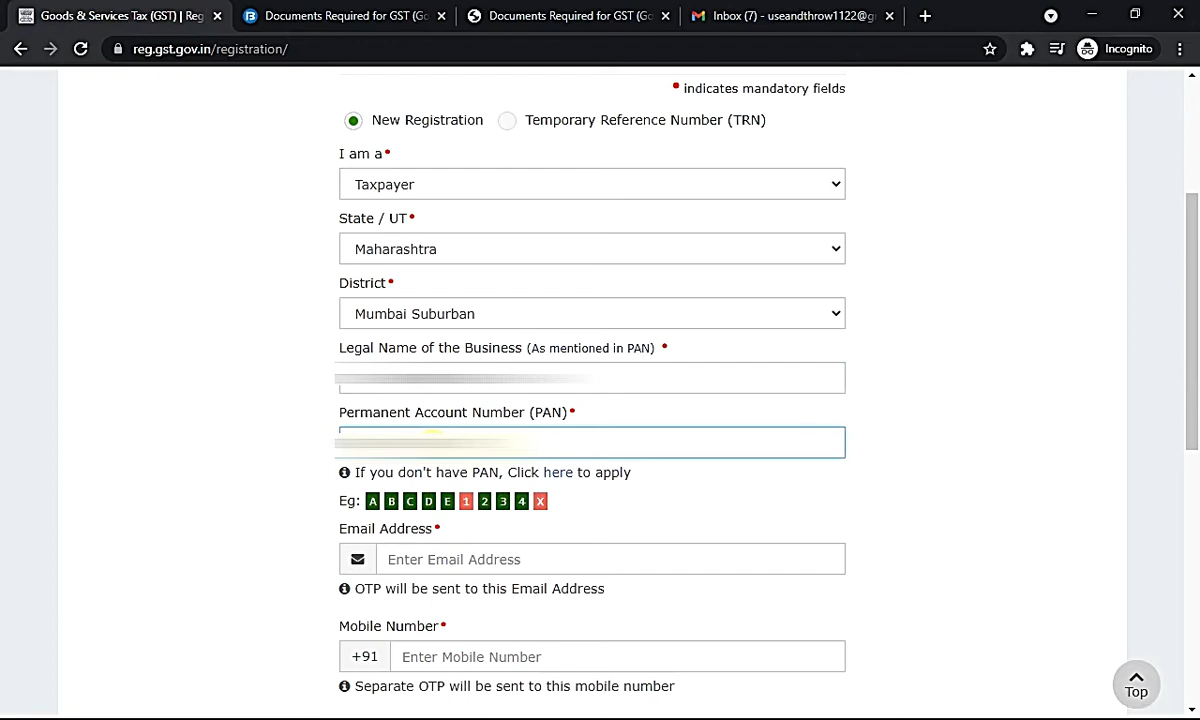 Goods & Services Tax (GST) | Reg
Documents Required for GST (Go
Documents Required for GST (Go
Inbox (7) - useandthrow1122@gr
reg.gst.gov.in/registration/
Incognito
• indicates mandatory fields
New Registration
Temporary Reference Number (TRN)
I am a•
Taxpayer
State / UT•
Maharashtra
District•
Mumbai Suburban
Legal Name of the Business (As mentioned in PAN) •
Permanent Account Number (PAN)•
If you don't have PAN, Click here to apply
Eg: A B C D E 1 2 3 4 X
Email Address•
Enter Email Address
OTP will be sent to this Email Address
Mobile Number•
+91 Enter Mobile Number
Separate OTP will be sent to this mobile number
Top